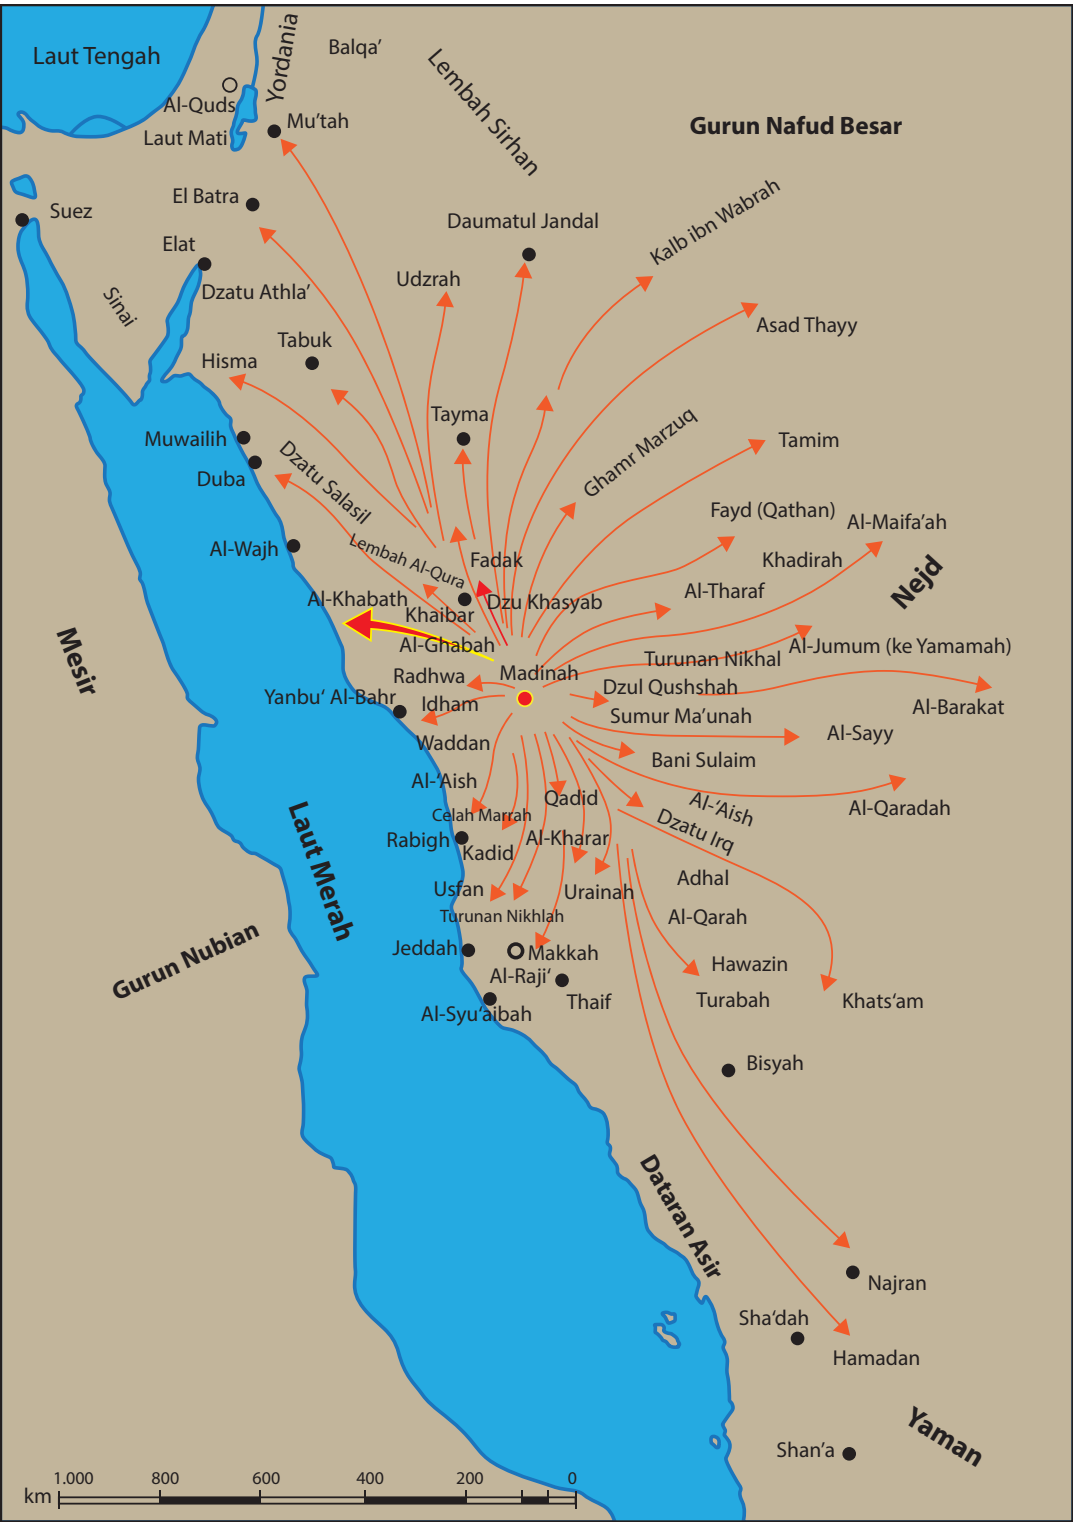 Laut Tengah
Yordania
Balqa’
Al-Quds
Mu’tah
Laut Mati
Lembah Sirhan
Gurun Nafud Besar
El Batra
Suez
Daumatul Jandal
Kalb ibn Wabrah
Elat
Udzrah
Dzatu Athla’
Sinai
Asad Thayy
Tabuk
Hisma
Tayma
Ghamr Marzuq
Tamim
Muwailih
Dzatu Salasil
Duba
Fayd (Qathan)
Al-Maifa’ah
Al-Wajh
Lembah Al-Qura
Fadak
Khadirah
Nejd
Al-Tharaf
Al-Khabath
Khaibar
Dzu Khasyab
Mesir
Al-Ghabah
Al-Jumum (ke Yamamah)
Turunan Nikhal
Radhwa
Madinah
Dzul Qushshah
Yanbu‘ Al-Bahr
Idham
Al-Barakat
Sumur Ma’unah
Al-Sayy
Waddan
Bani Sulaim
Al-‘Aish
Qadid
Al-‘Aish
Al-Qaradah
Celah Marrah
Dzatu Irq
Laut Merah
Rabigh
Kadid
Al-Kharar
Usfan
Urainah
Adhal
Turunan Nikhlah
Al-Qarah
Gurun Nubian
Jeddah
Makkah
Hawazin
Al-Raji‘
Thaif
Turabah
Khats‘am
Al-Syu‘aibah
Bisyah
Dataran Asir
Najran
Sha‘dah
Hamadan
Yaman
Shan’a
1.000 800 600 400 200 0
km